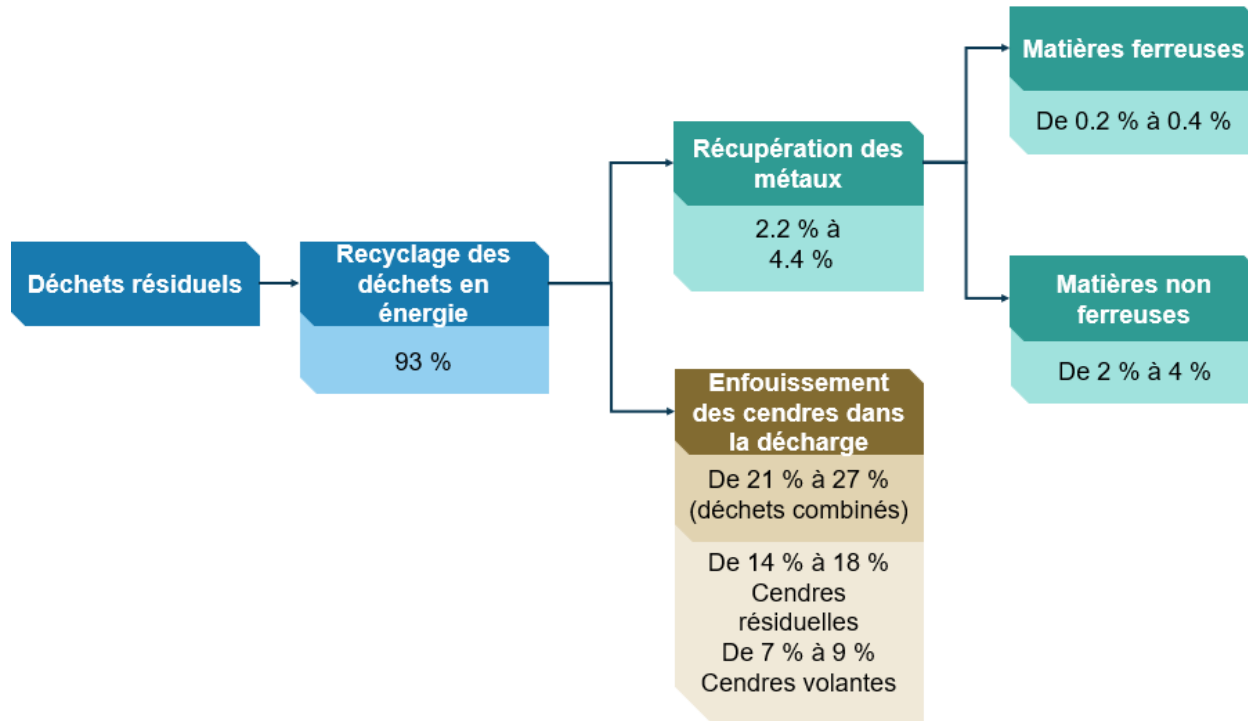 Déchets résiduels
Recyclage des
déchets en
énergie
93 %
Récupération des
métaux
2.2 % à
4.4 %
Matières ferreuses
De 0.2 % à 0.4 %
Matières non
ferreuses
De 2 % à 4 %
Enfouissement
des cendres dans
la décharge
De 21 % à 27 %
(déchets combinés)
De 14 % à 18 %
Cendres
résiduelles
De 7 % à 9 %
Cendres volantes